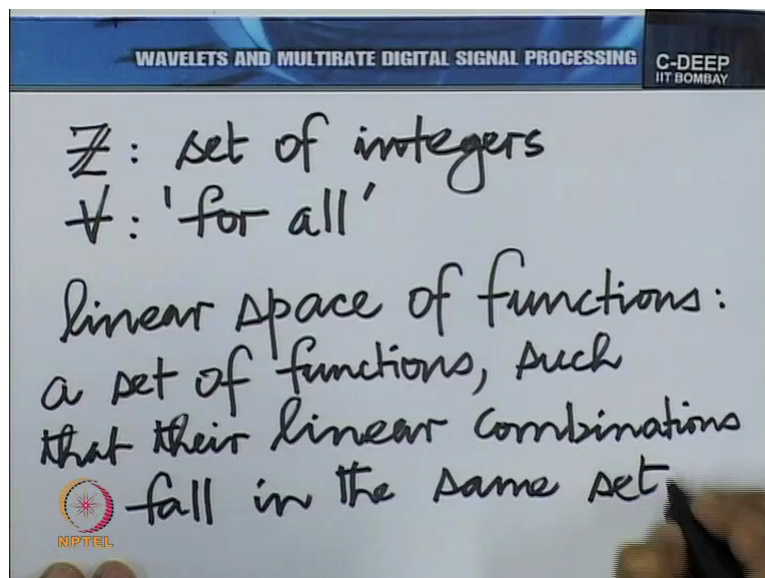 WAVELETS AND MULTIRATE DIGITAL SIGNAL PROCESSING
C-DEEP
IIT BOMBAY
ℤ : set of integers
∀ : 'for all'
linear space of functions:
a set of functions, such
that their linear combinations
fall in the same set
NPTEL